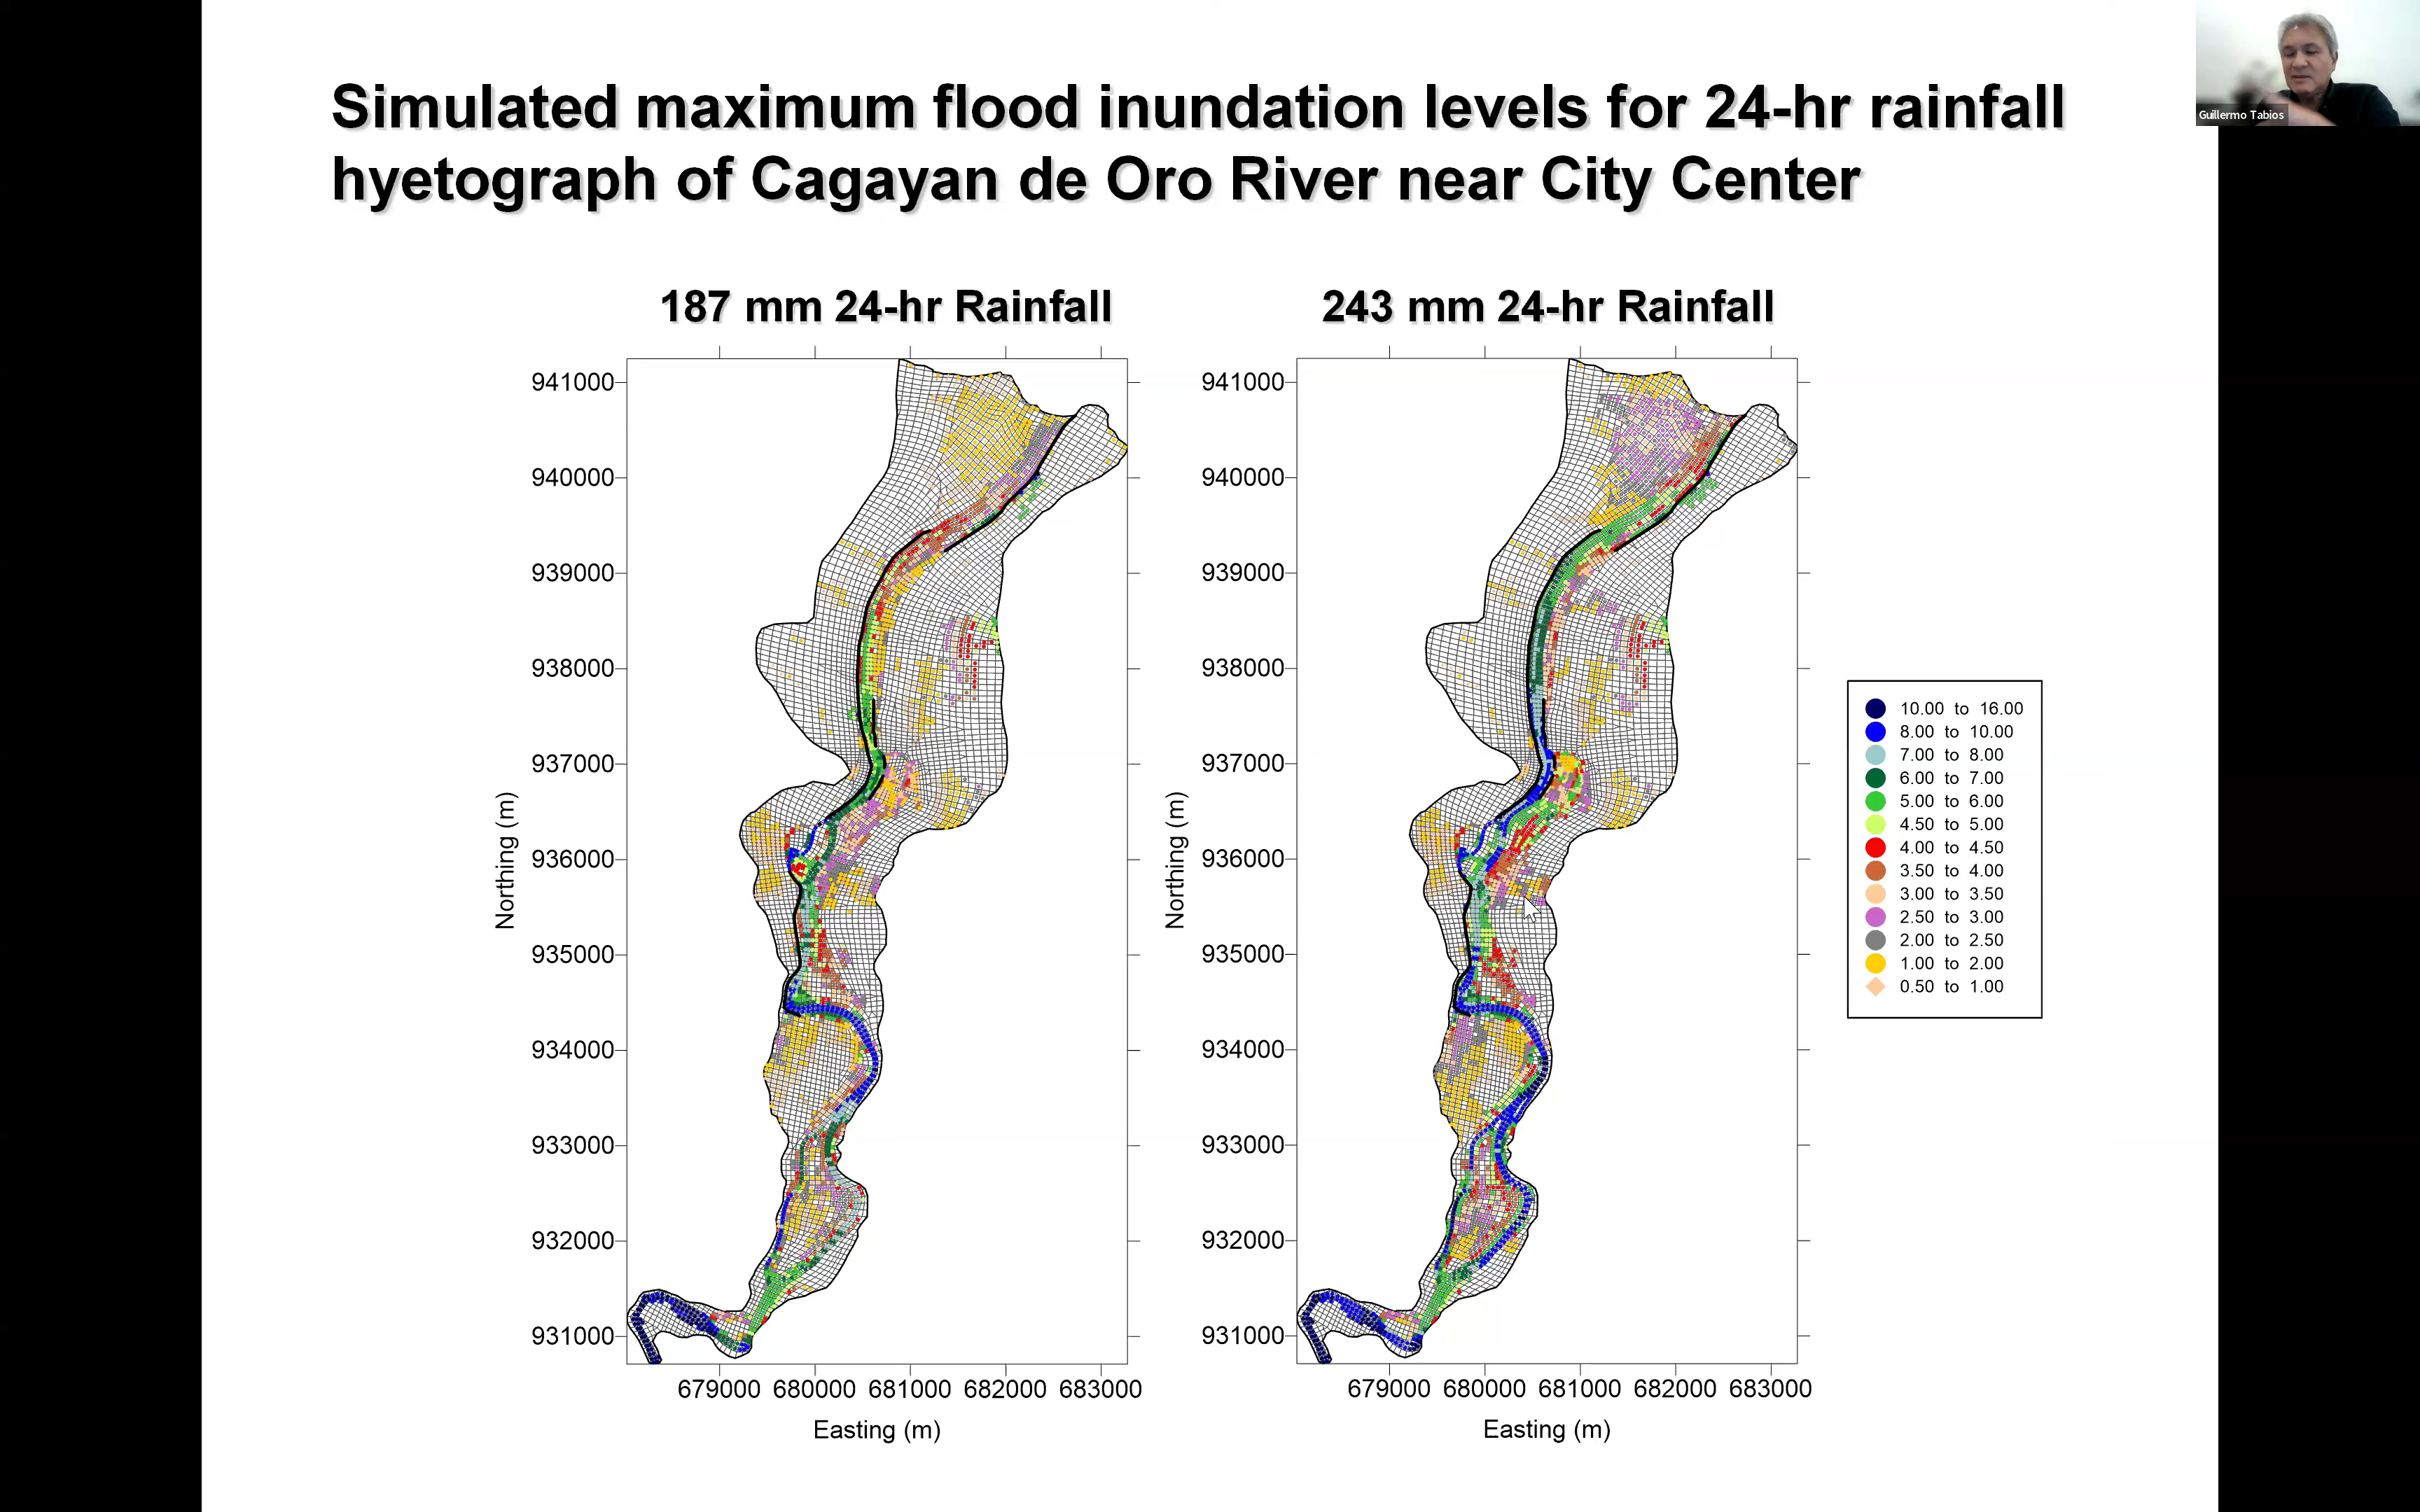 Simulated maximum flood inundation levels for 24-hr rainfall
hyetograph of Cagayan de Oro River near City Center
Guillermo Tabios
187 mm 24-hr Rainfall
941000
940000
939000
938000
937000
936000
935000
934000
933000
932000
931000
Northing (m)
679000 680000 681000 682000 683000
Easting (m)
243 mm 24-hr Rainfall
941000
940000
939000
938000
937000
936000
935000
934000
933000
932000
931000
Northing (m)
679000 680000 681000 682000 683000
Easting (m)
10.00 to 16.00
8.00 to 10.00
7.00 to 8.00
6.00 to 7.00
5.00 to 6.00
4.50 to 5.00
4.00 to 4.50
3.50 to 4.00
3.00 to 3.50
2.50 to 3.00
2.00 to 2.50
1.00 to 2.00
0.50 to 1.00